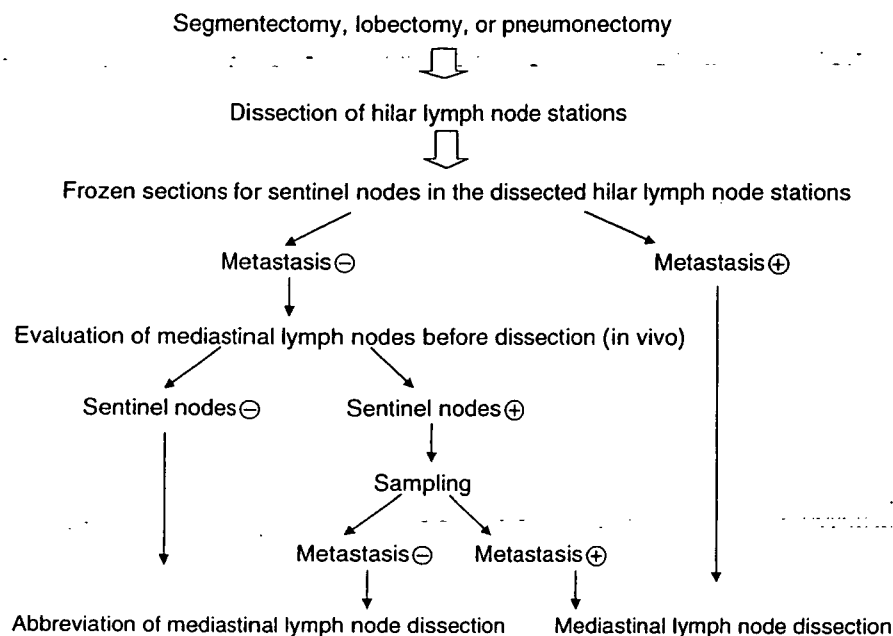 Segmentectomy, lobectomy, or pneumonectomy
Dissection of hilar lymph node stations
Frozen sections for sentinel nodes in the dissected hilar lymph node stations
Metastasis ⊖ Metastasis ⊕
Evaluation of mediastinal lymph nodes before dissection (in vivo)
Sentinel nodes ⊖ Sentinel nodes ⊕
Sampling
Metastasis ⊖ Metastasis ⊕
Abbreviation of mediastinal lymph node dissection Mediastinal lymph node dissection